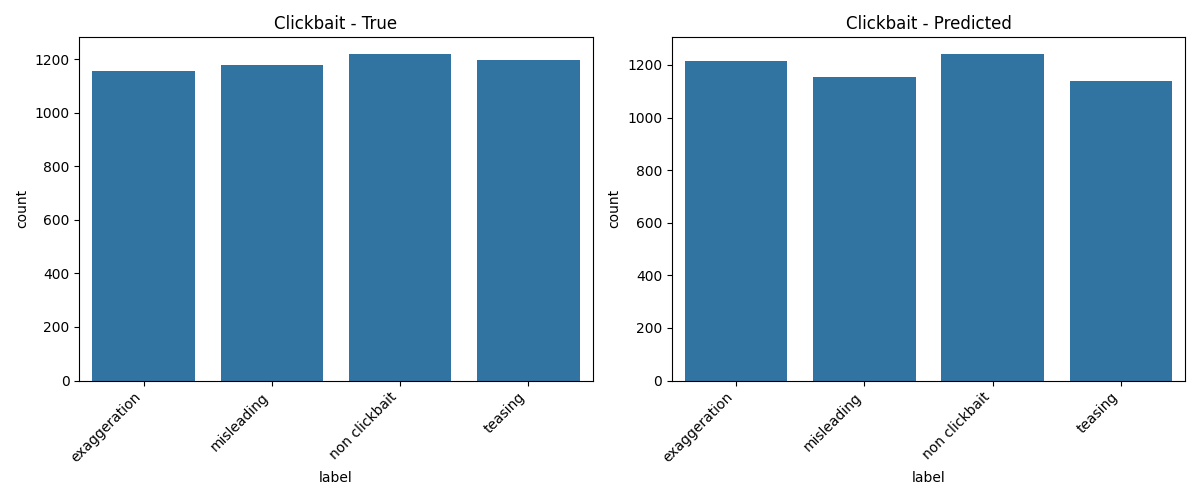 Clickbait - True
count
1200
1000
800
600
400
200
0
exaggeration
misleading
non clickbait
teasing
label
Clickbait - Predicted
count
1200
1000
800
600
400
200
0
exaggeration
misleading
non clickbait
teasing
label